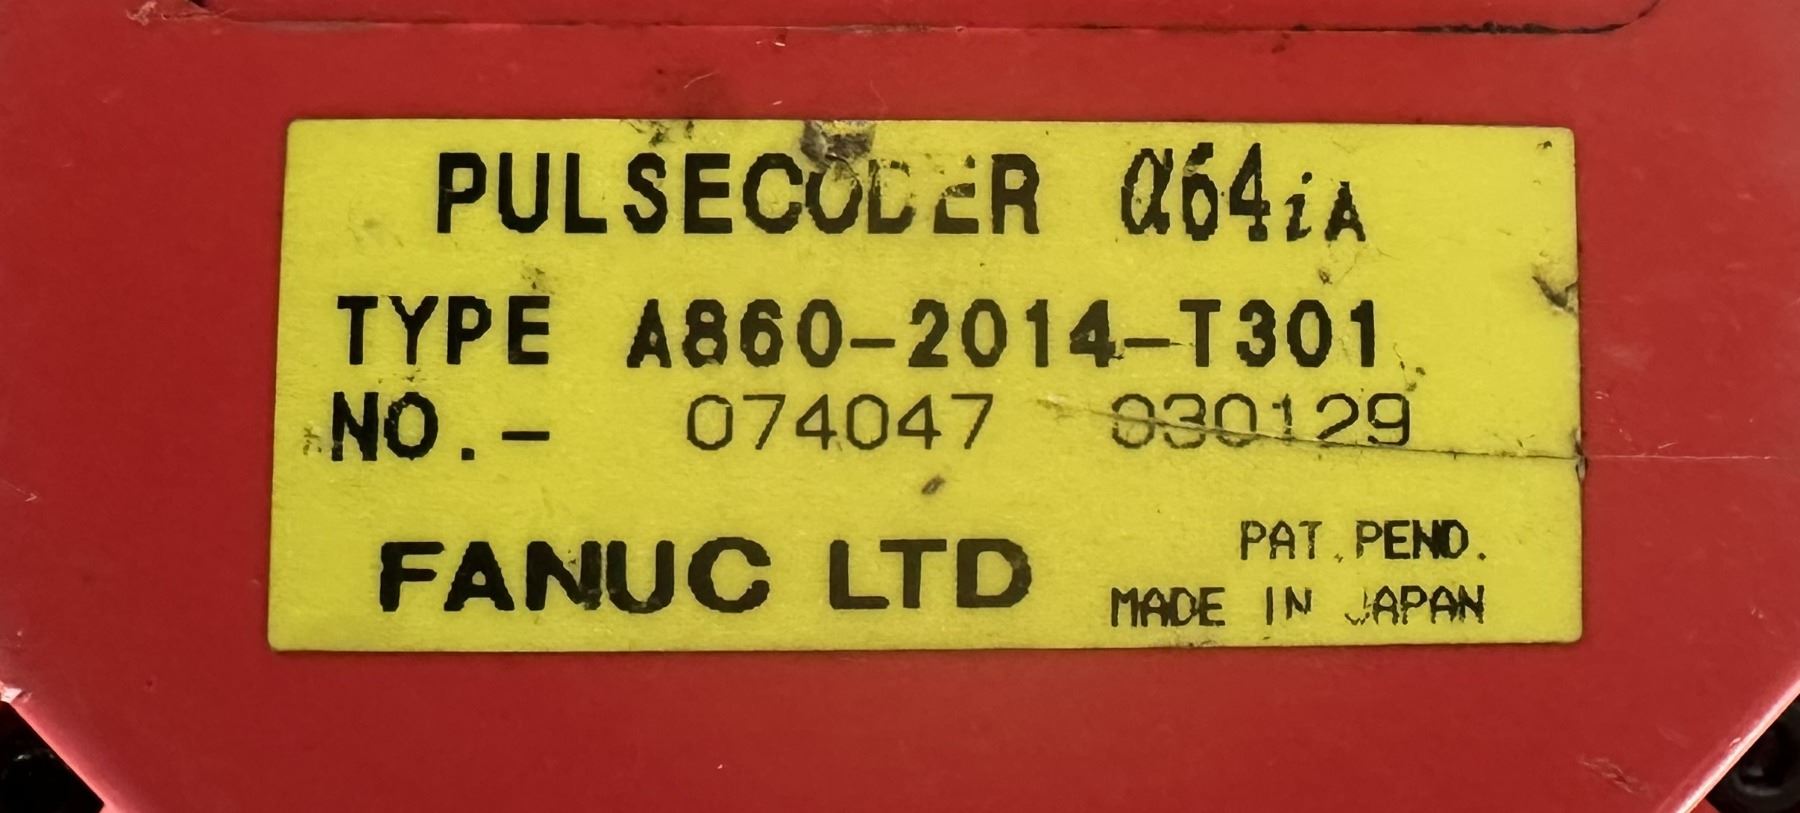 PULSECODER α64iA
TYPE A860-2014-T301
NO.- 074047 030129
FANUC LTD
PAT. PEND.
MADE IN JAPAN